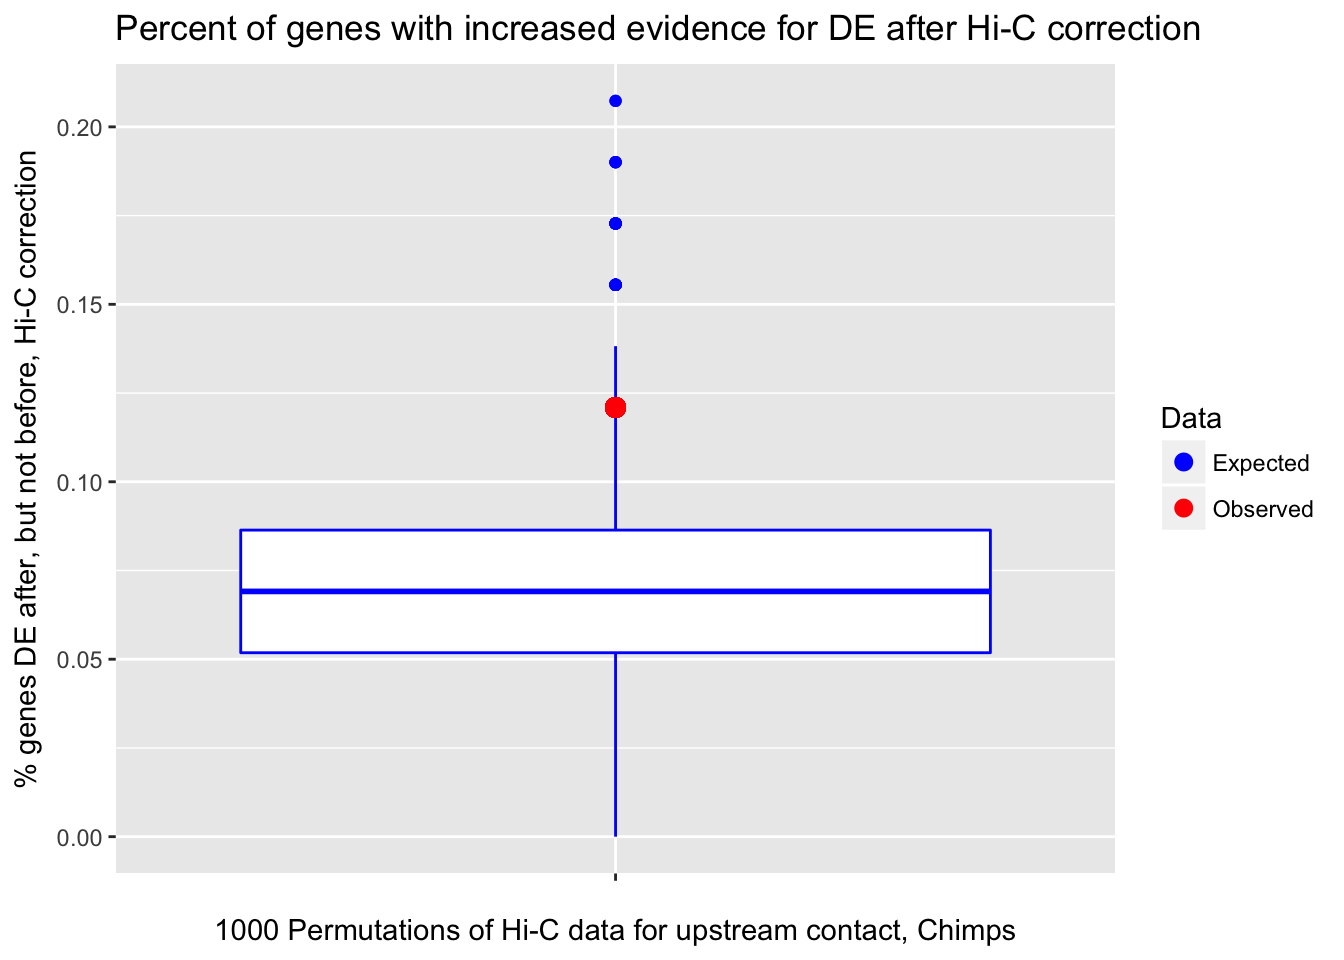 Percent of genes with increased evidence for DE after Hi-C correction
% genes DE after, but not before, Hi-C correction
0.20
0.15
0.10
0.05
0.00
1000 Permutations of Hi-C data for upstream contact, Chimps
Data
Expected
Observed